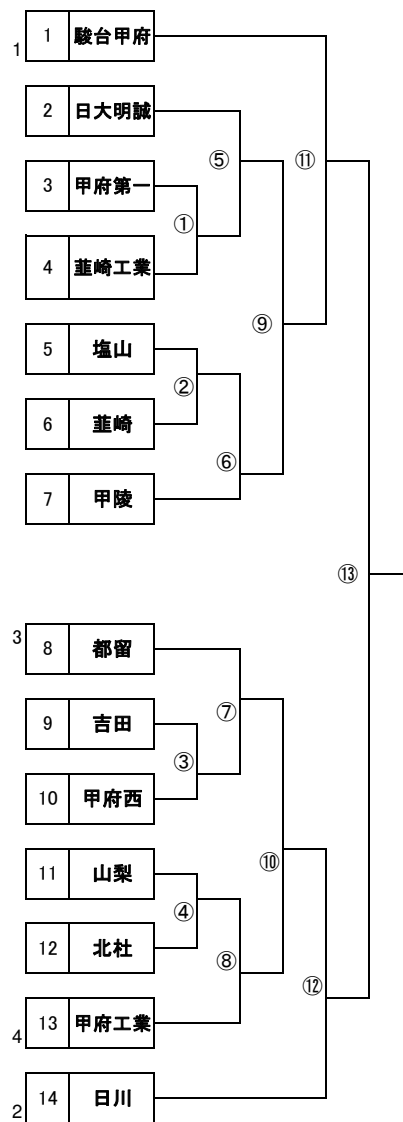 1 1 駿台甲府
2 日大明誠
⑤ ⑪
3 甲府第一
①
4 韮崎工業
⑨
5 塩山
②
6 韮崎
⑥
7 甲陵
⑬
3 8 都留
⑦
9 吉田
③
10 甲府西
⑩
11 山梨
④
12 北杜
⑧
⑫
4 13 甲府工業
2 14 日川